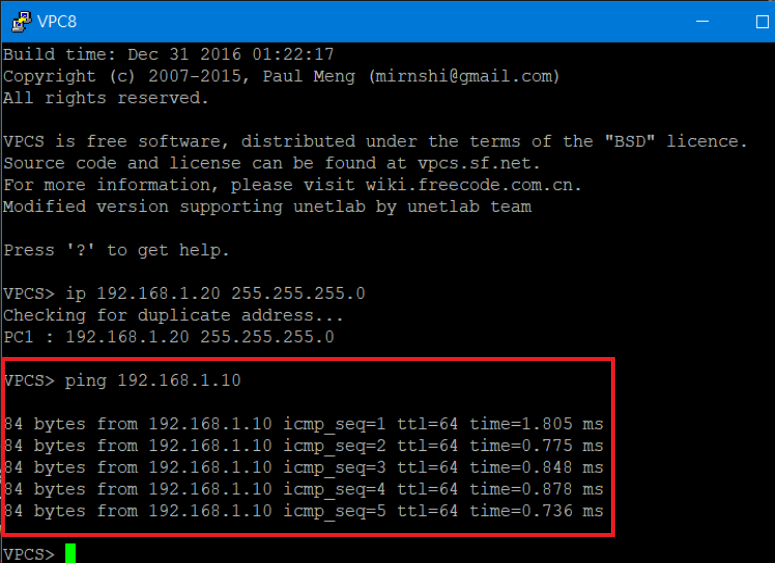 VPC8
Build time: Dec 31 2016 01:22:17
Copyright (c) 2007-2015, Paul Meng (mirnshi@gmail.com)
All rights reserved.
VPCS is free software, distributed under the terms of the "BSD" licence.
Source code and license can be found at vpcs.sf.net.
For more information, please visit wiki.freecode.com.cn.
Modified version supporting unetlab by unetlab team
Press '?' to get help.
VPCS> ip 192.168.1.20 255.255.255.0
Checking for duplicate address...
PC1 : 192.168.1.20 255.255.255.0
VPCS> ping 192.168.1.10
84 bytes from 192.168.1.10 icmp_seq=1 ttl=64 time=1.805 ms
84 bytes from 192.168.1.10 icmp_seq=2 ttl=64 time=0.775 ms
84 bytes from 192.168.1.10 icmp_seq=3 ttl=64 time=0.848 ms
84 bytes from 192.168.1.10 icmp_seq=4 ttl=64 time=0.878 ms
84 bytes from 192.168.1.10 icmp_seq=5 ttl=64 time=0.736 ms
VPCS>